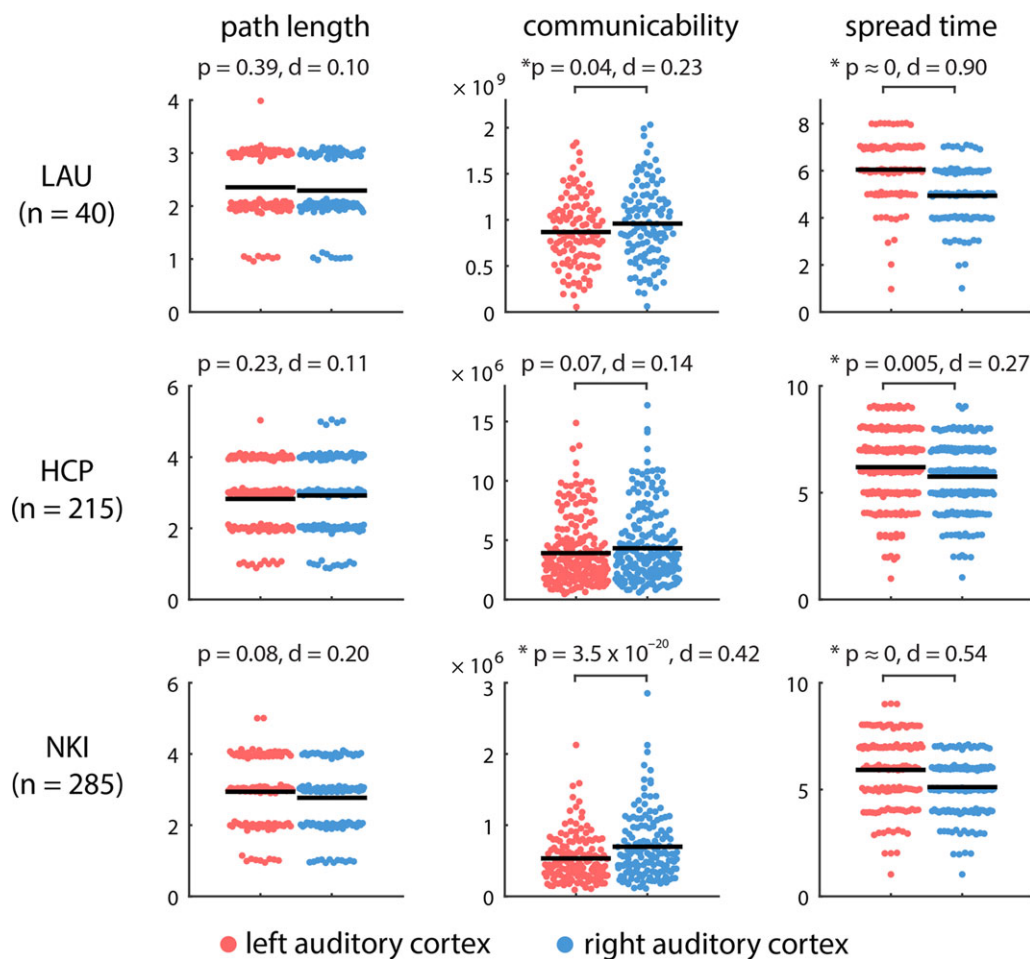 path length communicability spread time
LAU
(n = 40)
p = 0.39, d = 0.10
4
3
2
1
0
*p = 0.04, d = 0.23
× 10⁹
2
1.5
1
0.5
0
* p ≈ 0, d = 0.90
8
6
4
2
0
HCP
(n = 215)
p = 0.23, d = 0.11
6
4
2
0
p = 0.07, d = 0.14
× 10⁶
15
10
5
0
* p = 0.005, d = 0.27
10
5
0
NKI
(n = 285)
p = 0.08, d = 0.20
6
4
2
0
* p = 3.5 x 10⁻²⁰, d = 0.42
× 10⁶
3
2
1
0
* p ≈ 0, d = 0.54
10
5
0
left auditory cortex right auditory cortex